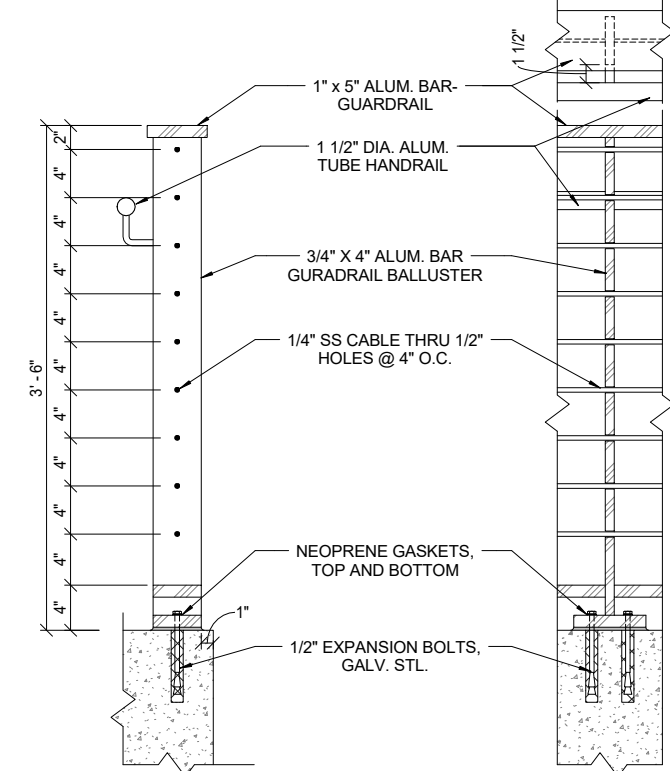 1 1/2"
1" x 5" ALUM. BAR-
GUARDRAIL
1 1/2" DIA. ALUM.
TUBE HANDRAIL
3/4" X 4" ALUM. BAR
GURADRAIL BALLUSTER
1/4" SS CABLE THRU 1/2"
HOLES @ 4" O.C.
NEOPRENE GASKETS,
TOP AND BOTTOM
1"
1/2" EXPANSION BOLTS,
GALV. STL.
3' - 6"
2"
4"
4"
4"
4"
4"
4"
4"
4"
4"
4"